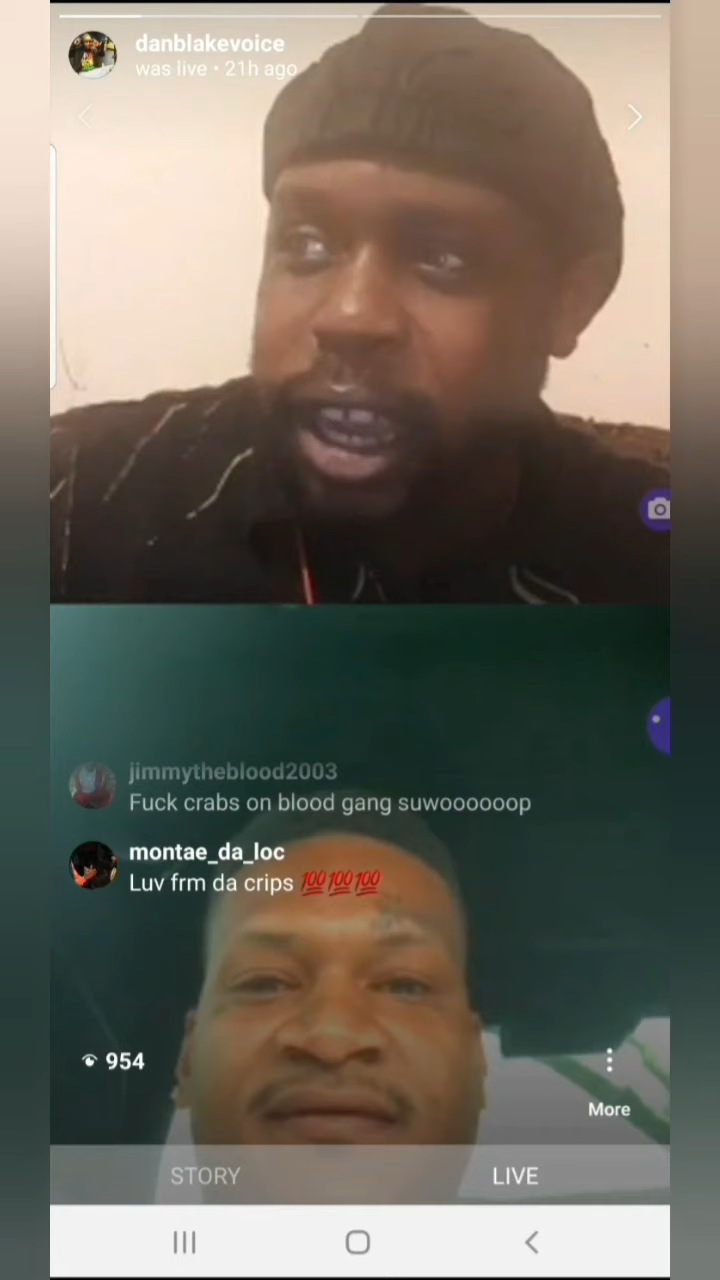 danblakevoice
was live • 21h ago
jimmytheblood2003
Fuck crabs on blood gang suwoooooop
montae_da_loc
Luv frm da crips 💯💯💯
954
More
STORY
LIVE